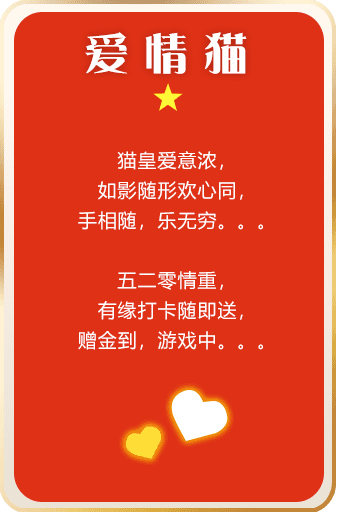 爱情猫
猫皇爱意浓，
如影随形欢心同，
手相随，乐无穷。。。
五二零情重，
有缘打卡随即送，
赠金到，游戏中。。。